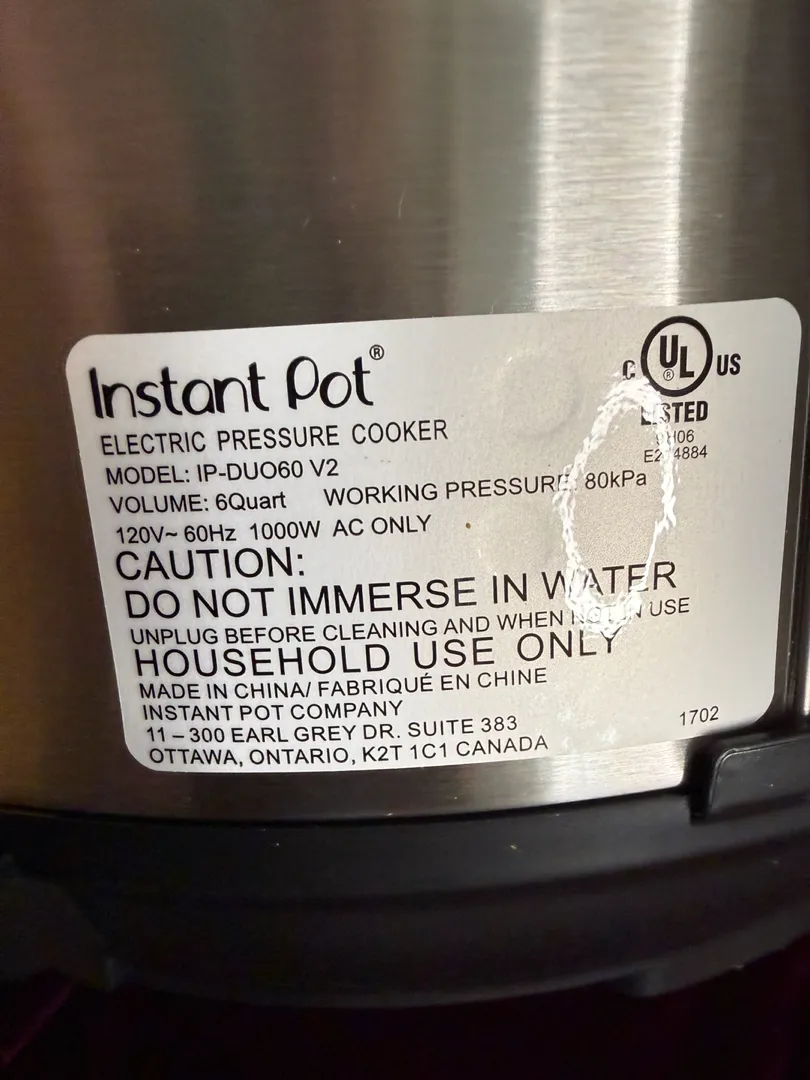 Instant Pot®
ELECTRIC PRESSURE COOKER
MODEL: IP-DUO60 V2
VOLUME: 6Quart WORKING PRESSURE: 80kPa
120V~ 60Hz 1000W AC ONLY
CAUTION:
DO NOT IMMERSE IN WATER
UNPLUG BEFORE CLEANING AND WHEN NOT IN USE
HOUSEHOLD USE ONLY
MADE IN CHINA/ FABRIQUÉ EN CHINE
INSTANT POT COMPANY
11 – 300 EARL GREY DR. SUITE 383
OTTAWA, ONTARIO, K2T 1C1 CANADA
C UL® US
LISTED
1702